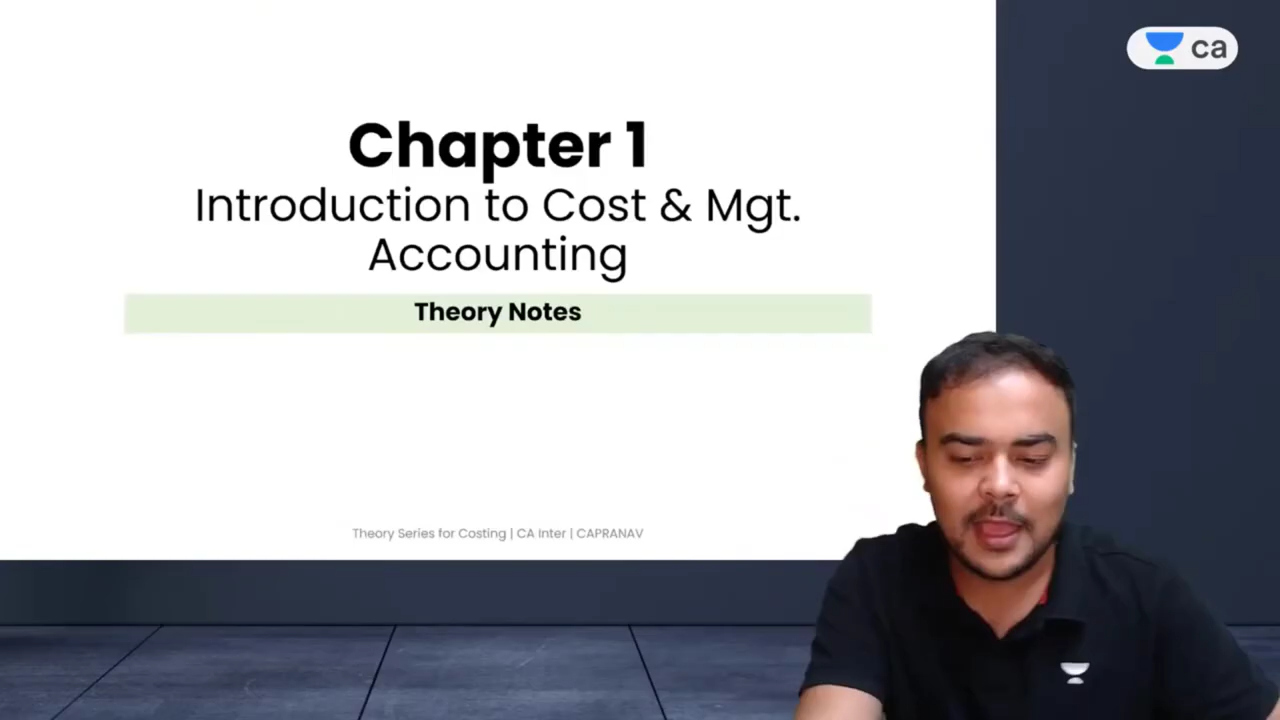 ca
Chapter 1
Introduction to Cost & Mgt.
Accounting
Theory Notes
Theory Series for Costing | CA Inter | CAPRANAV